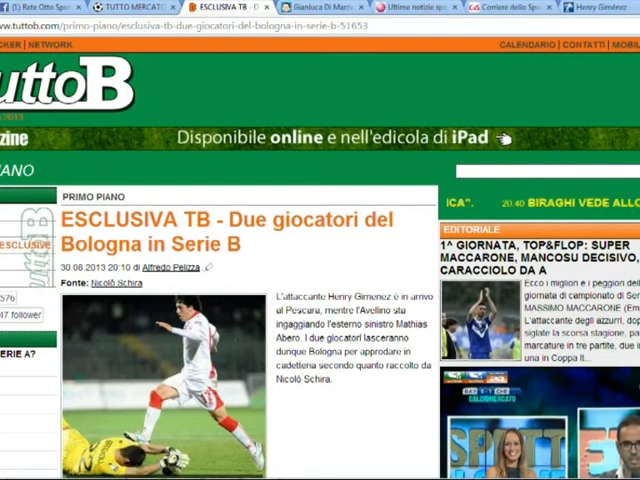 (1) Rete Otto Sport
TUTTO MERCATO
ESCLUSIVA TB - D
Gianluca Di Marzi
Ultime notizie spo
Corriere dello Spo
Henry Giménez
www.tuttob.com/primo-piano/esclusiva-tb-due-giocatori-del-bologna-in-serie-b-51653
CKER | NETWORK
CALENDARIO | CONTATTI | MOBIL
uttoB
2013
zine
Disponibile online e nell'edicola di iPad
IANO
ICA".
20:40 BIRAGHI VEDE ALLO
PRIMO PIANO
ESCLUSIVA TB - Due giocatori del
Bologna in Serie B
30.08.2013 20:10 di Alfredo Pelizza
Fonte: Nicolò Schira
L'attaccante Henry Gimenez è in arrivo
al Pescara, mentre l'Avellino sta
ingaggiando l'esterno sinistro Mathias
Abero. I due giocatori lasceranno
dunque Bologna per approdare in
cadetteria secondo quanto raccolto da
Nicolò Schira.
ESCLUSIVE
576
47 follower
SERIE A?
EDITORIALE
1^ GIORNATA, TOP&FLOP: SUPER
MACCARONE, MANCOSU DECISIVO,
CARACCIOLO DA A
Ecco i migliori e i peggiori dell
giornata di campionato di Ser
MASSIMO MACCARONE (Em
L'attaccante degli azzurri, dop
siglate la scorsa stagione, pa
marcature in tre partite, due in
una in Coppa It...
CALCIOMERCATO